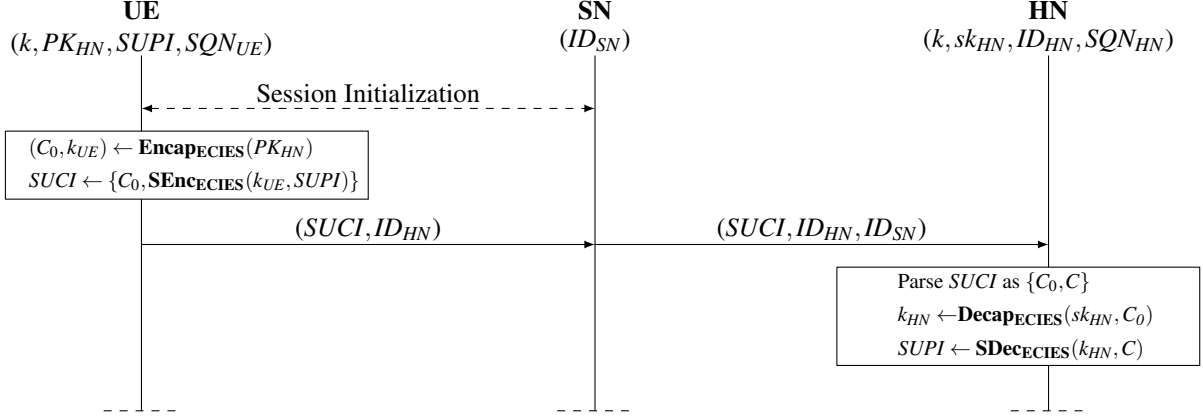 UE
SN
HN
(k, PK_HN, SUPI, SQN_UE)
(ID_SN)
(k, sk_HN, ID_HN, SQN_HN)
Session Initialization
(C_0, k_UE) ← Encap_ECIES(PK_HN)
SUCI ← {C_0, SEnc_ECIES(k_UE, SUPI)}
(SUCI, ID_HN)
(SUCI, ID_HN, ID_SN)
Parse SUCI as {C_0, C}
k_HN ←Decap_ECIES(sk_HN, C_0)
SUPI ← SDec_ECIES(k_HN, C)